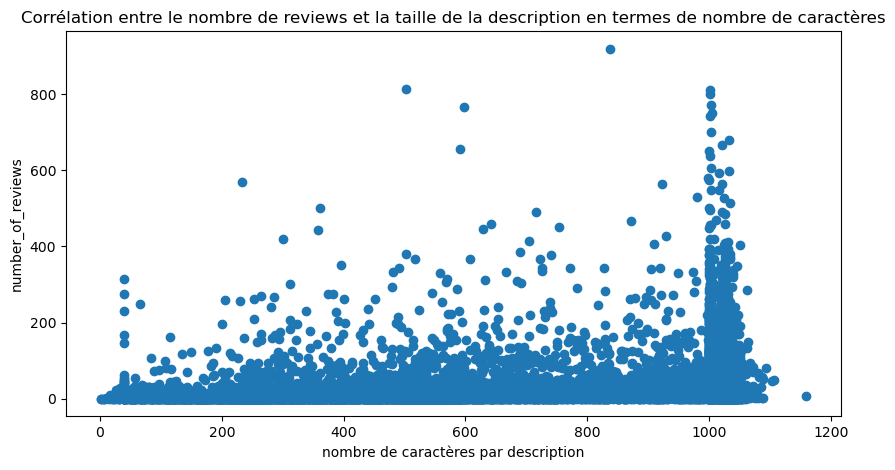 Corrélation entre le nombre de reviews et la taille de la description en termes de nombre de caractères
number_of_reviews
800
600
400
200
0
0 200 400 600 800 1000 1200
nombre de caractères par description